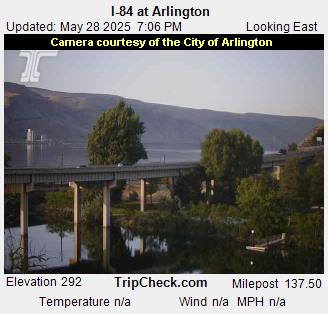 I-84 at Arlington
Updated: May 28 2025 7:06 PM Looking East
Camera courtesy of the City of Arlington
Elevation 292 TripCheck.com Milepost 137.50
Temperature n/a Wind n/a MPH n/a